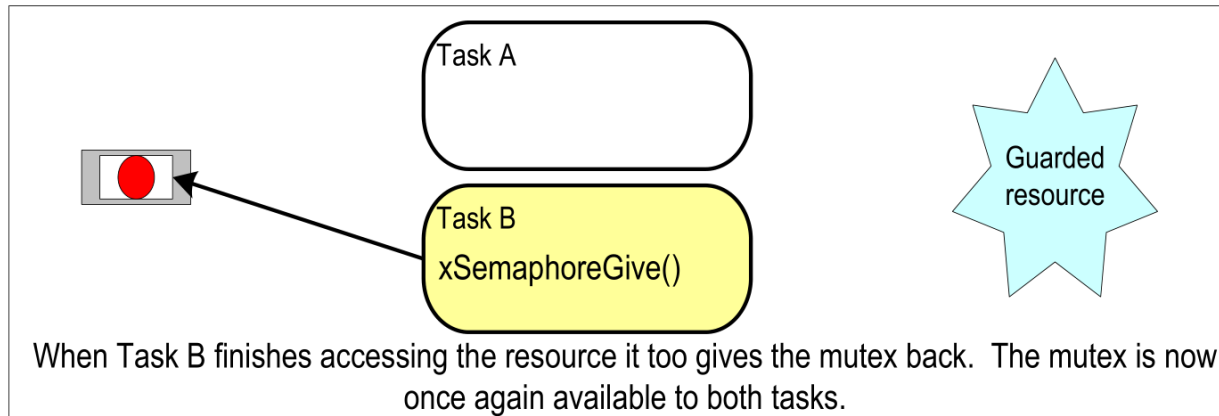 Task A
Guarded
resource
Task B
xSemaphoreGive()
When Task B finishes accessing the resource it too gives the mutex back.  The mutex is now
once again available to both tasks.